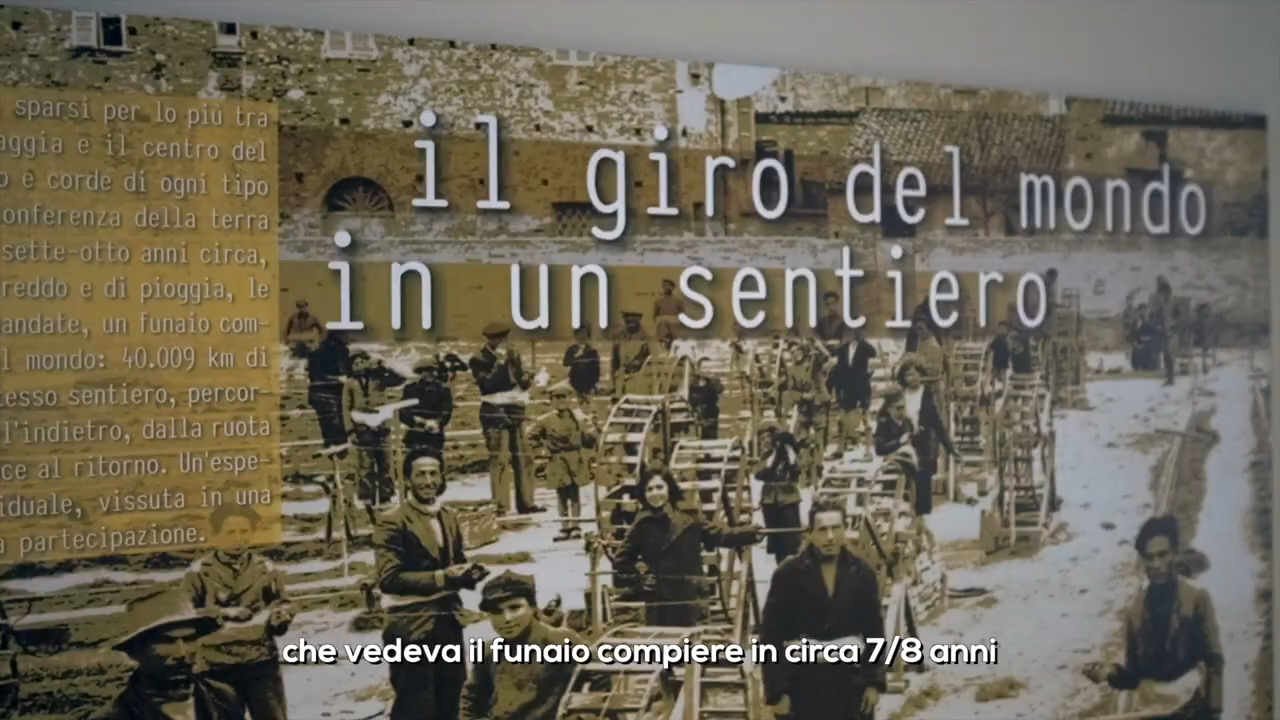 sparsi per lo più tra
aggia e il centro del
o e corde di ogni tipo
onferenza della terra
sette-otto anni circa,
reddo e di pioggia, le
andate, un funaio com-
l mondo: 40.009 km di
esso sentiero, percor-
l'indietro, dalla ruota
ce al ritorno. Un'espe-
iduale, vissuta in una
a partecipazione.
il giro del mondo
in un sentiero
che vedeva il funaio compiere in circa 7/8 anni